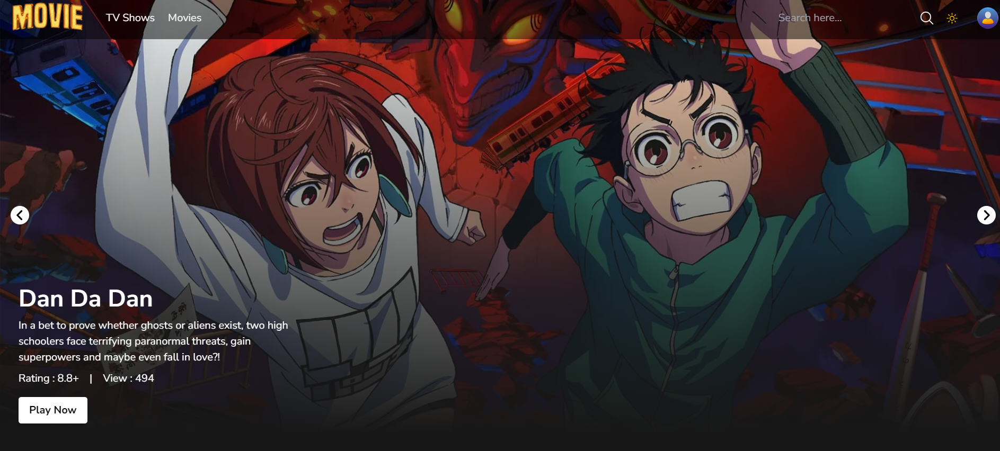 MOVIE
TV Shows
Movies
Search here...
Dan Da Dan
In a bet to prove whether ghosts or aliens exist, two high
schoolers face terrifying paranormal threats, gain
superpowers and maybe even fall in love?!
Rating : 8.8+ | View : 494
Play Now